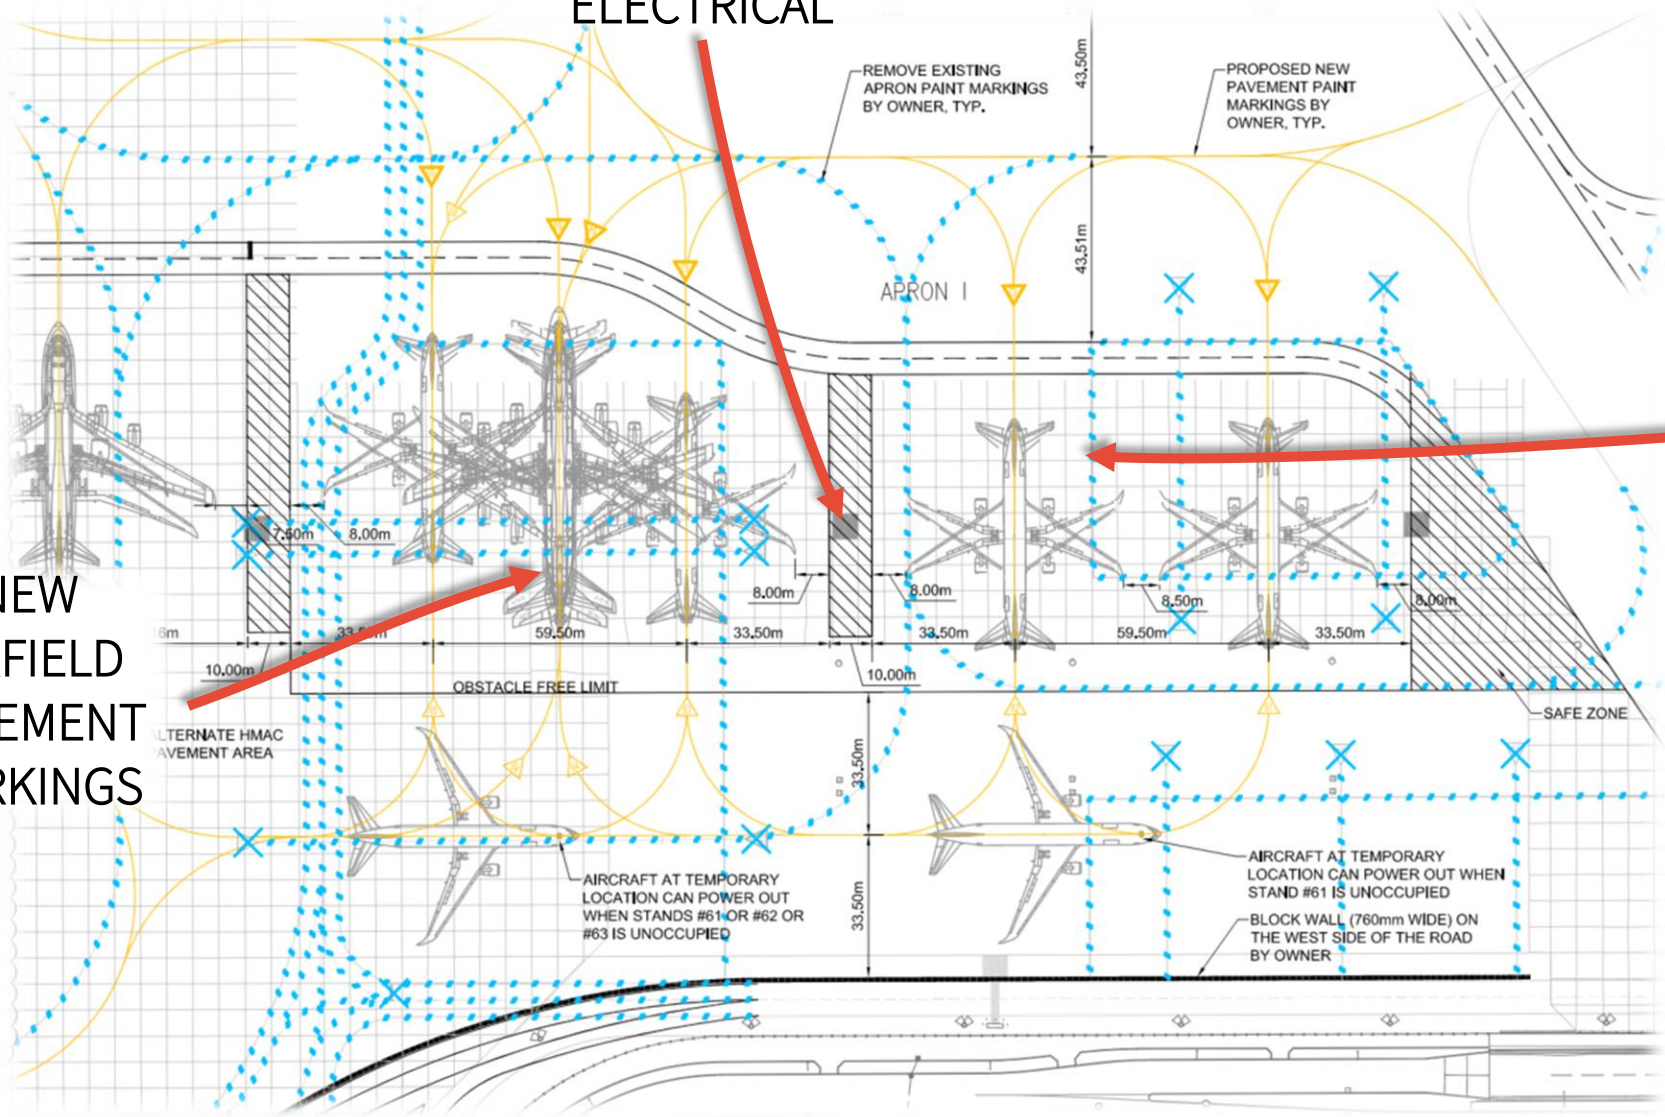 ELECTRICAL
REMOVE EXISTING
APRON PAINT MARKINGS
BY OWNER, TYP.
43.50m
PROPOSED NEW
PAVEMENT PAINT
MARKINGS BY
OWNER, TYP.
43.51m
APRON I
7.50m
8.00m
8.00m
8.00m
8.50m
8.00m
NEW
FIELD
EMENT
RKINGS
6m
33.50m
59.50m
33.50m
33.50m
59.50m
33.50m
10.00m
10.00m
OBSTACLE FREE LIMIT
SAFE ZONE
ALTERNATE HMAC
PAVEMENT AREA
33.50m
33.50m
AIRCRAFT AT TEMPORARY
LOCATION CAN POWER OUT
WHEN STANDS #61 OR #62 OR
#63 IS UNOCCUPIED
AIRCRAFT AT TEMPORARY
LOCATION CAN POWER OUT WHEN
STAND #61 IS UNOCCUPIED
BLOCK WALL (760mm WIDE) ON
THE WEST SIDE OF THE ROAD
BY OWNER